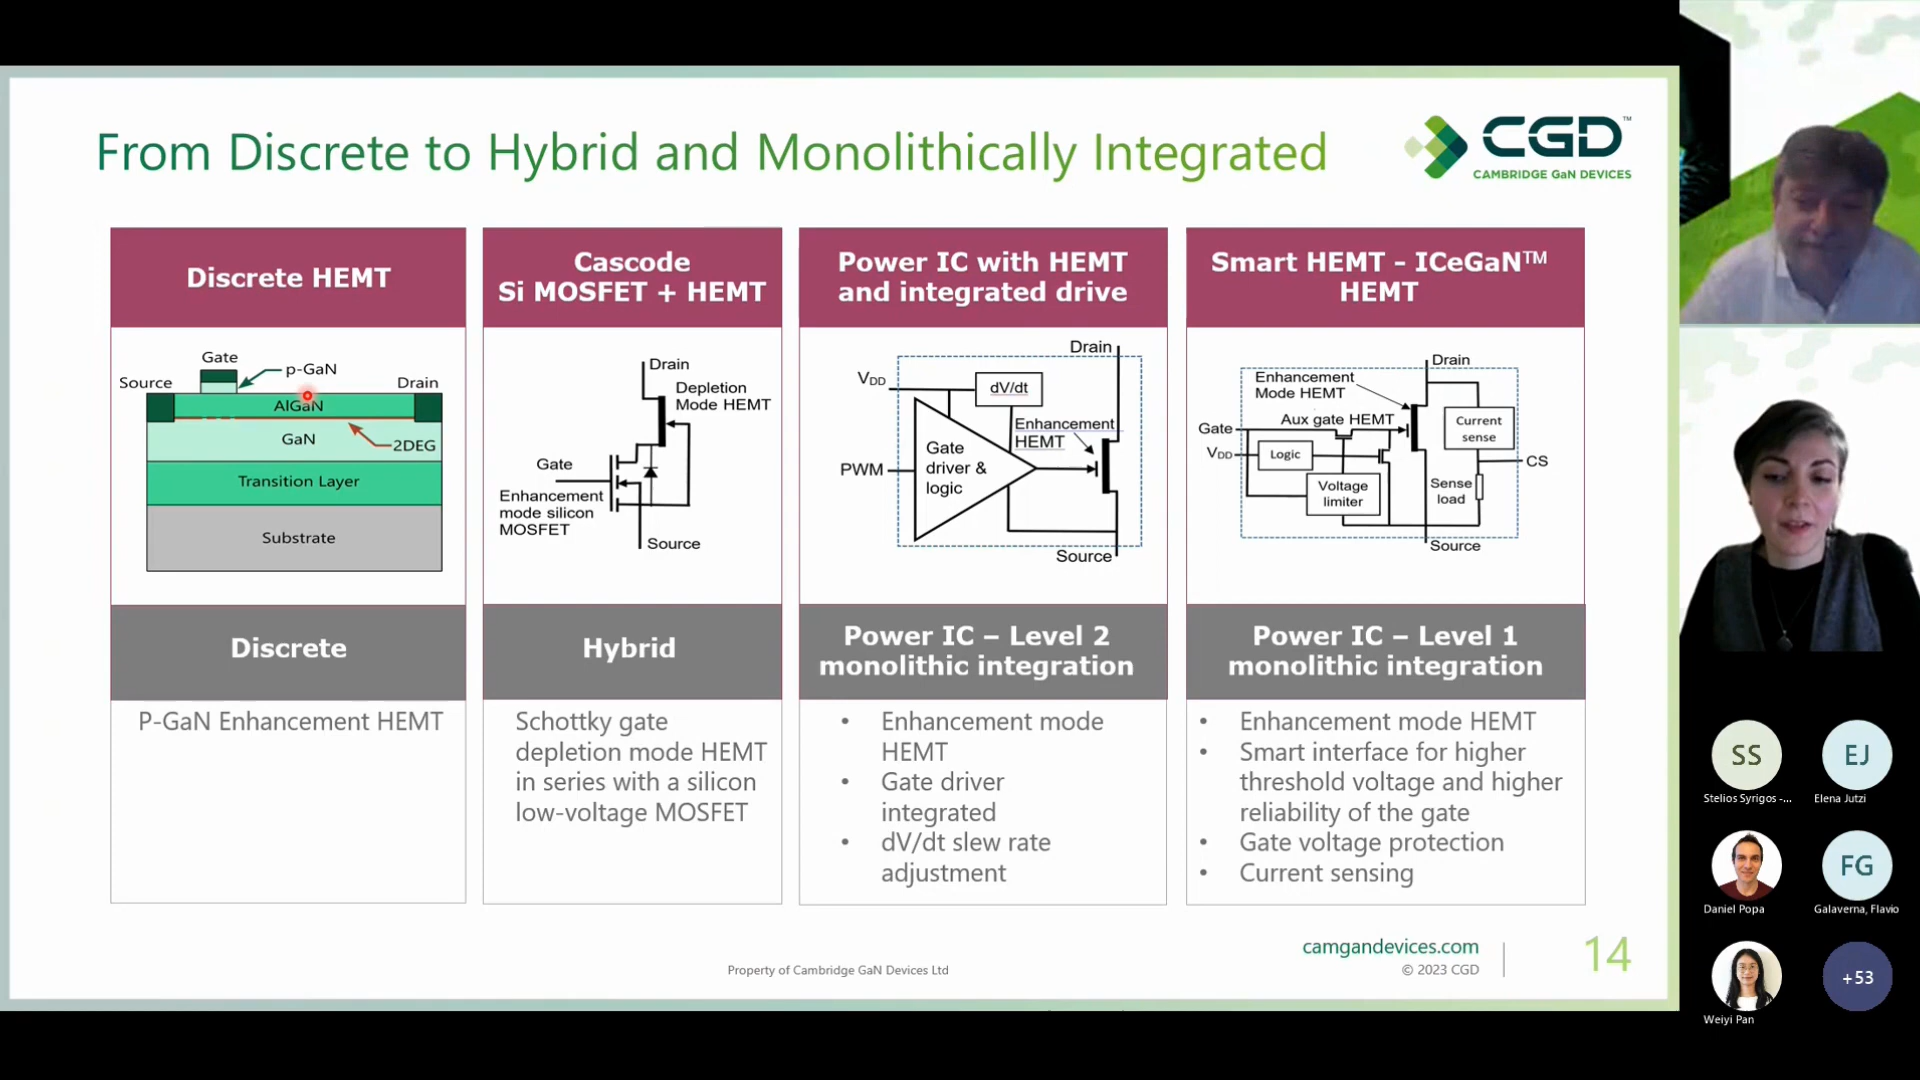 From Discrete to Hybrid and Monolithically Integrated
CGD™
CAMBRIDGE GaN DEVICES
Discrete HEMT
Gate
p-GaN
Source
Drain
AlGaN
GaN
2DEG
Transition Layer
Substrate
Discrete
P-GaN Enhancement HEMT
Cascode
Si MOSFET + HEMT
Drain
Depletion
Mode HEMT
Gate
Enhancement
mode silicon
MOSFET
Source
Hybrid
Schottky gate
depletion mode HEMT
in series with a silicon
low-voltage MOSFET
Power IC with HEMT
and integrated drive
Drain
VDD
dV/dt
Enhancement
HEMT
Gate
driver &
logic
PWM
Source
Power IC – Level 2
monolithic integration
• Enhancement mode
HEMT
• Gate driver
integrated
• dV/dt slew rate
adjustment
Smart HEMT - ICeGaN™
HEMT
Drain
Enhancement
Mode HEMT
Aux gate HEMT
Current
sense
Gate
VDD
Logic
CS
Voltage
limiter
Sense
load
Source
Power IC – Level 1
monolithic integration
• Enhancement mode HEMT
• Smart interface for higher
threshold voltage and higher
reliability of the gate
• Gate voltage protection
• Current sensing
Property of Cambridge GaN Devices Ltd
camgandevices.com
© 2023 CGD
14
SS
Stelios Syrigos -...
EJ
Elena Jutzi
Daniel Popa
FG
Galaverna, Flavio
Weiyi Pan
+53